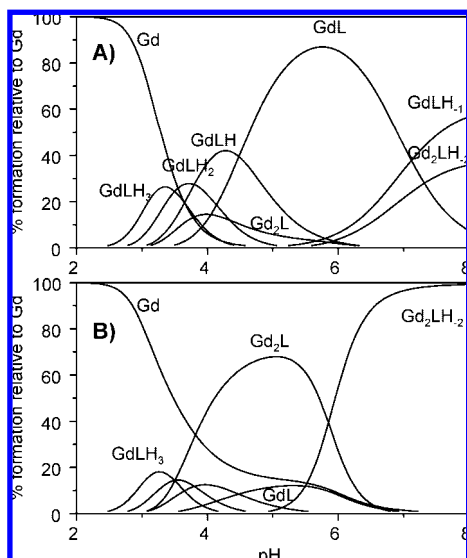 A)
% formation relative to Gd
100
80
60
40
20
0
Gd
GdLH₃
GdLH₂
GdLH
Gd₂L
GdL
GdLH₋₁
Gd₂LH₋₂
2
4
6
8
B)
% formation relative to Gd
100
80
60
40
20
0
Gd
GdLH₃
Gd₂L
GdL
Gd₂LH₋₂
2
4
6
8
pH